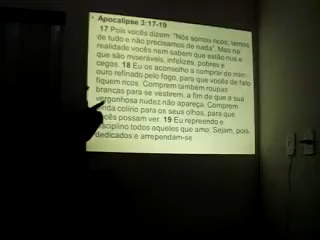 • Apocalipse 3:17-19
17 Pois vocês dizem: "Nós somos ricos, temos
de tudo e não precisamos de nada". Mas na
realidade vocês nem sabem que estão nus e
que são miseráveis, infelizes, pobres e
cegos. 18 Eu os aconselho a comprar de mim
ouro refinado pelo fogo, para que vocês de fato
fiquem ricos. Comprem também roupas
brancas para se vestirem, a fim de que a sua
vergonhosa nudez não apareça. Comprem
ainda colírio para os seus olhos, para que
vocês possam ver. 19 Eu repreendo e
disciplino todos aqueles que amo. Sejam, pois,
dedicados e arrependam-se